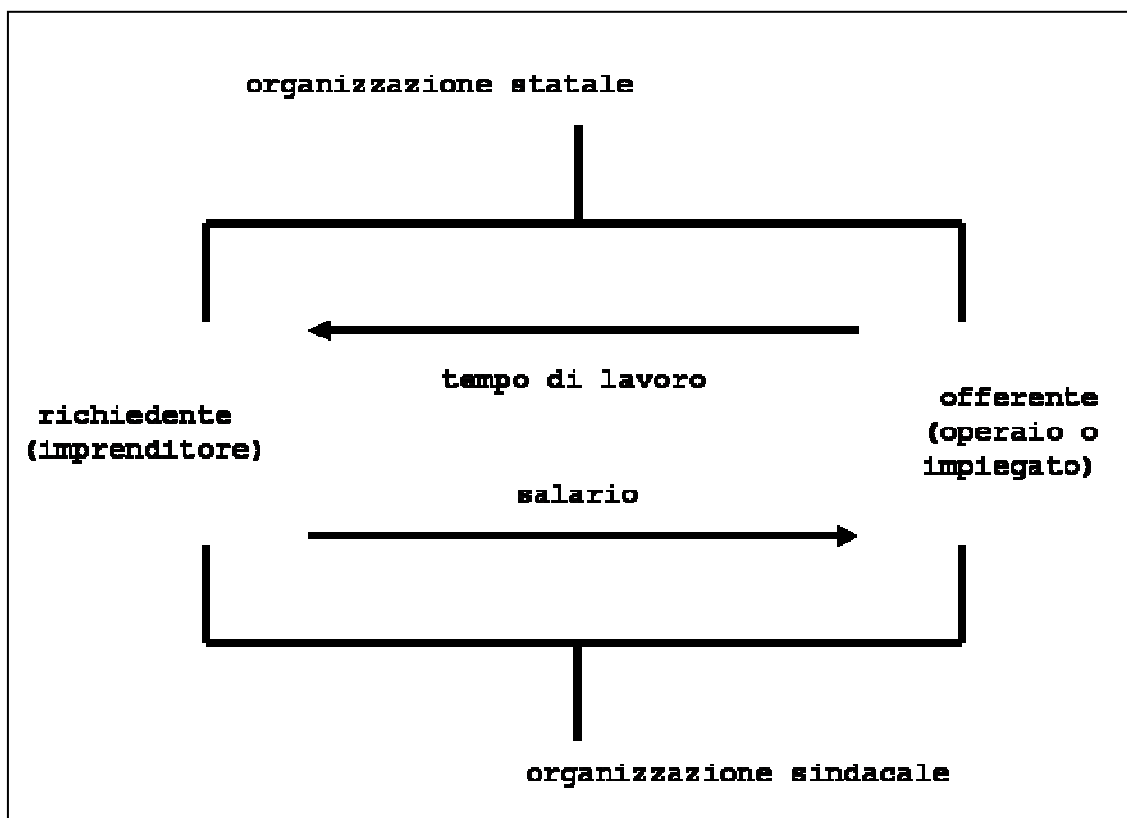 organizzazione statale
tempo di lavoro
richiedente
(imprenditore)
offerente
(operaio o
impiegato)
salario
organizzazione sindacale